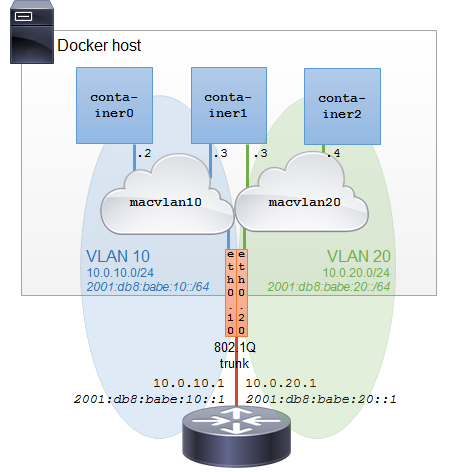 Docker host
conta-
iner0
conta-
iner1
conta-
iner2
.2
.3
.3
.4
macvlan10
macvlan20
VLAN 10
10.0.10.0/24
2001:db8:babe:10::/64
VLAN 20
10.0.20.0/24
2001:db8:babe:20::/64
eth0.10
eth0.20
802.1Q
trunk
10.0.10.1
10.0.20.1
2001:db8:babe:10::1
2001:db8:babe:20::1